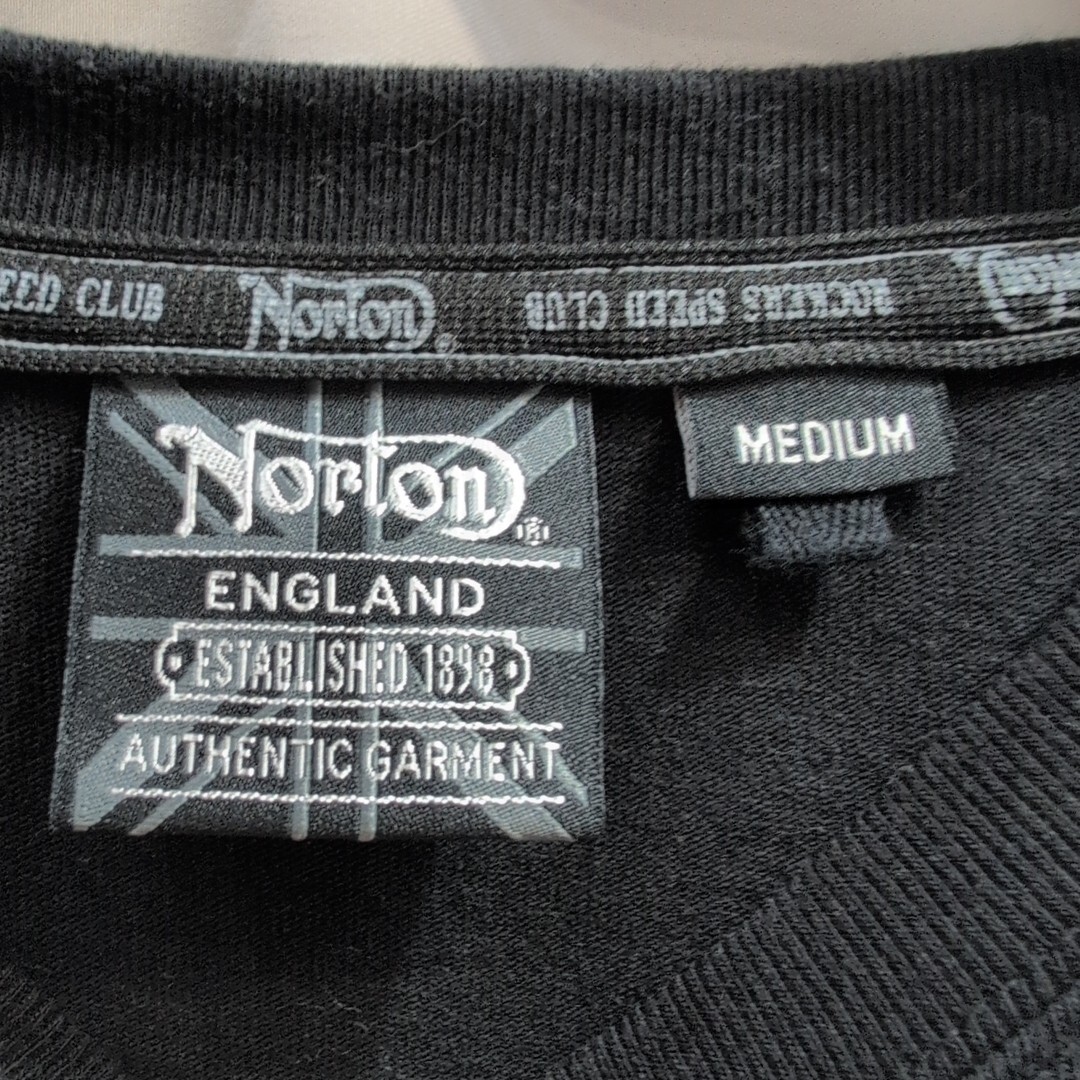 EED CLUB Norton® ROCKERS SPEED CLUB
Norton®
ENGLAND
ESTABLISHED 1898
AUTHENTIC GARMENT
MEDIUM